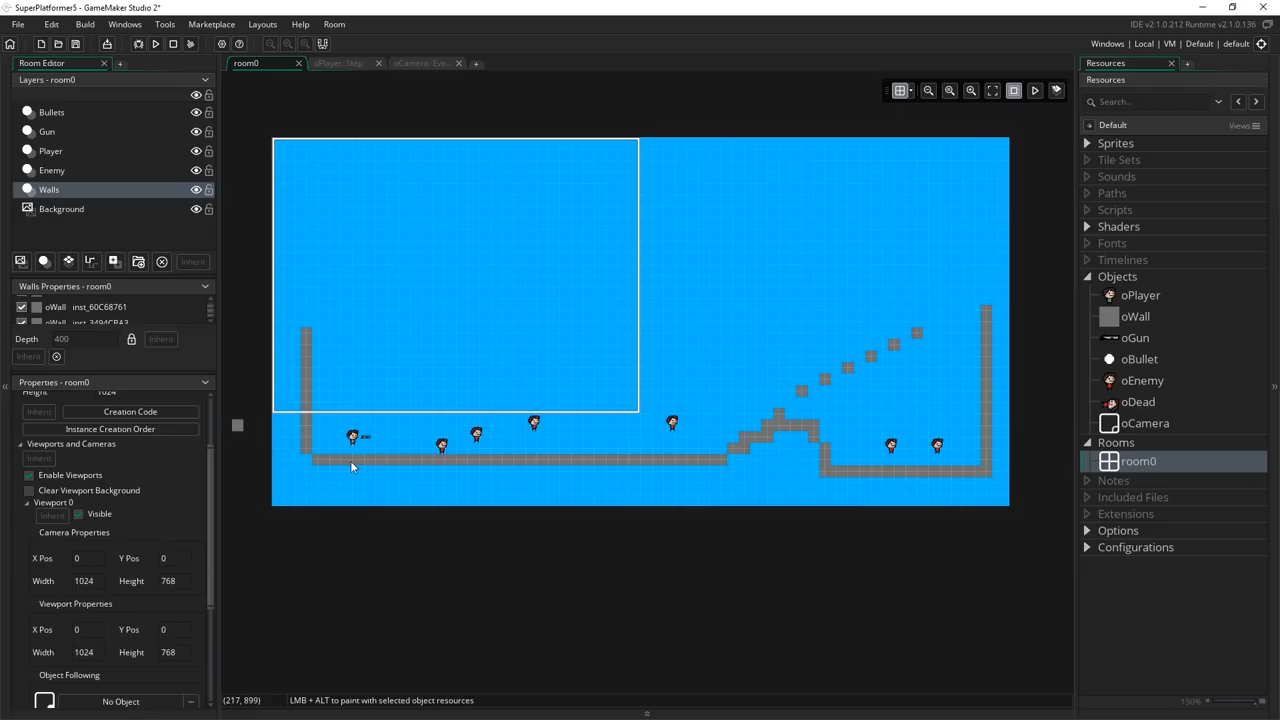 SuperPlatformer5 - GameMaker Studio 2*
File Edit Build Windows Tools Marketplace Layouts Help Room
IDE v2.1.0.212 Runtime v2.1.0.136
Windows | Local | VM | Default | default
Room Editor
room0
oPlayer: Step
oCamera: Eve...
Resources
Layers - room0
Resources
Bullets
Gun
Player
Enemy
Walls
Background
Inherit
Walls Properties - room0
oWall inst_60C68761
oWall inst_3494CBA3
Depth 400 Inherit
Inherit
Properties - room0
Height 1024
Inherit Creation Code
Instance Creation Order
Viewports and Cameras
Inherit
Enable Viewports
Clear Viewport Background
Viewport 0
Inherit Visible
Camera Properties
X Pos 0 Y Pos 0
Width 1024 Height 768
Viewport Properties
X Pos 0 Y Pos 0
Width 1024 Height 768
Object Following
No Object ...
(217, 899) LMB + ALT to paint with selected object resources
Search...
Default Views
Sprites
Tile Sets
Sounds
Paths
Scripts
Shaders
Fonts
Timelines
Objects
oPlayer
oWall
oGun
oBullet
oEnemy
oDead
oCamera
Rooms
room0
Notes
Included Files
Extensions
Options
Configurations
150%